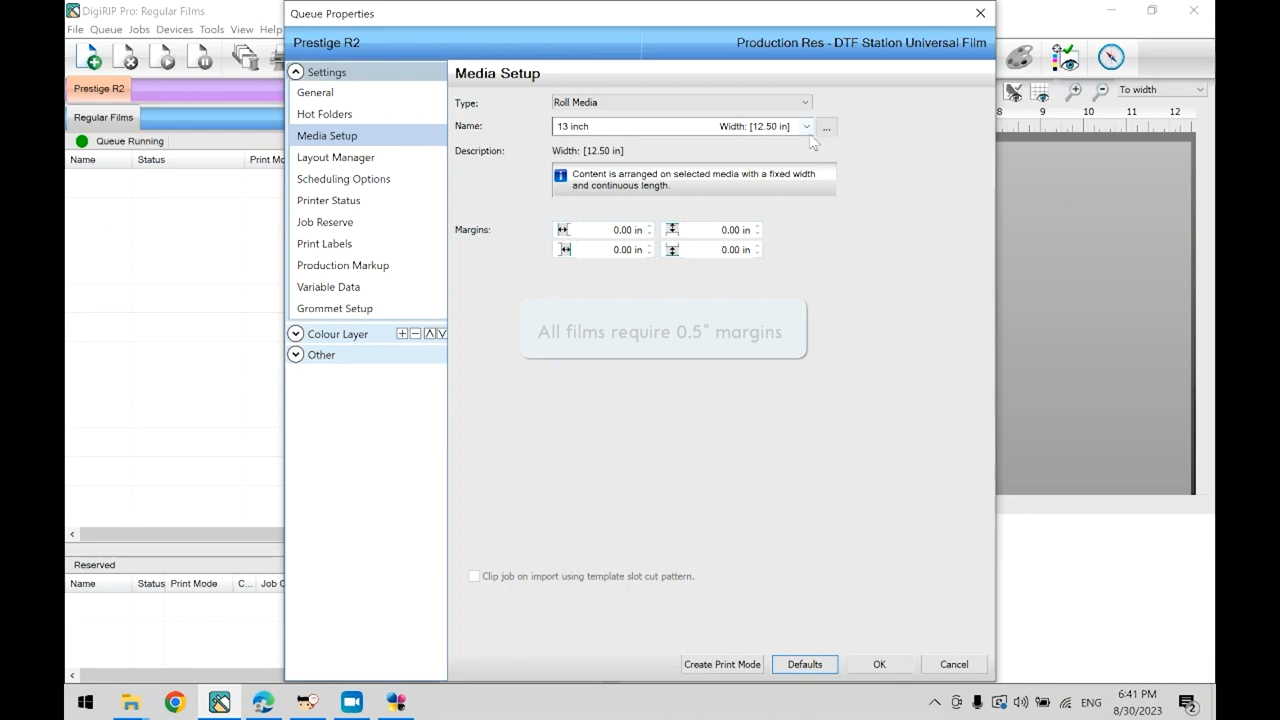 DigiRIP Pro: Regular Films
Queue Properties
File Queue Jobs Devices Tools View Help
Prestige R2
Production Res - DTF Station Universal Film
Settings
Media Setup
Prestige R2
General
Type:
Roll Media
To width
Hot Folders
Regular Films
9 10 11 12
Name:
13 inch
Width: [12.50 in]
...
Media Setup
Queue Running
Description:
Width: [12.50 in]
Name Status Print M
Layout Manager
Content is arranged on selected media with a fixed width
and continuous length.
Scheduling Options
Printer Status
Job Reserve
Margins:
0.00 in
0.00 in
Print Labels
0.00 in
0.00 in
Production Markup
Variable Data
Grommet Setup
All films require 0.5" margins
Colour Layer
Other
Reserved
Clip job on import using template slot cut pattern.
Name Status Print Mode C... Job C
Create Print Mode
Defaults
OK
Cancel
ENG
6:41 PM
8/30/2023
2